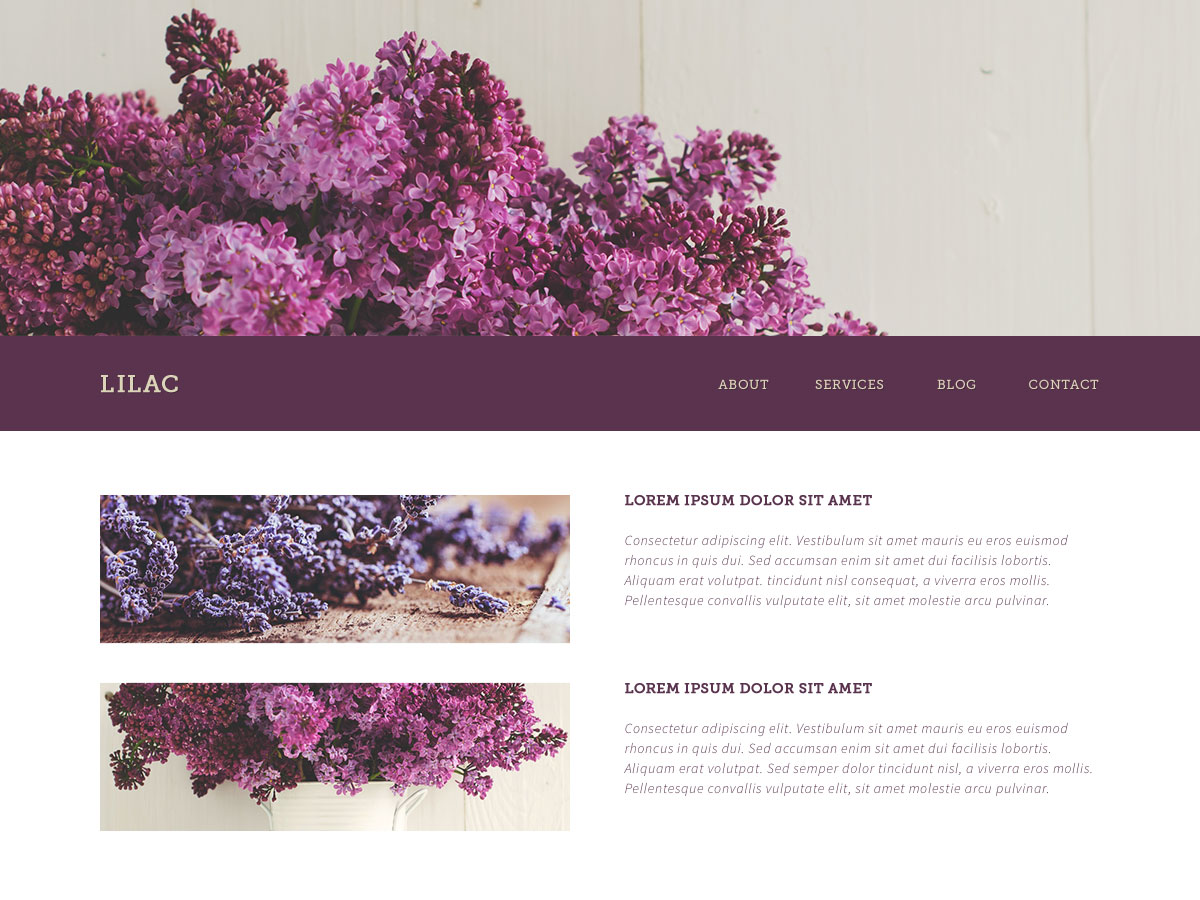 LILAC
ABOUT SERVICES BLOG CONTACT
LOREM IPSUM DOLOR SIT AMET
Consectetur adipiscing elit. Vestibulum sit amet mauris eu eros euismod
rhoncus in quis dui. Sed accumsan enim sit amet dui facilisis lobortis.
Aliquam erat volutpat. tincidunt nisl consequat, a viverra eros mollis.
Pellentesque convallis vulputate elit, sit amet molestie arcu pulvinar.
LOREM IPSUM DOLOR SIT AMET
Consectetur adipiscing elit. Vestibulum sit amet mauris eu eros euismod
rhoncus in quis dui. Sed accumsan enim sit amet dui facilisis lobortis.
Aliquam erat volutpat. Sed semper dolor tincidunt nisl, a viverra eros mollis.
Pellentesque convallis vulputate elit, sit amet molestie arcu pulvinar.